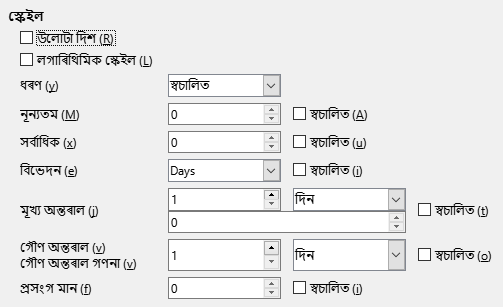 স্কেইল
উলোটা দিশ (R)
লগাৰিথিমিক স্কেইল (L)
ধৰণ (y) স্বচালিত
নূন্যতম (M) 0 স্বচালিত (A)
সৰ্বাধিক (x) 0 স্বচালিত (u)
বিভেদন (e) Days স্বচালিত (i)
মূখ্য অন্তৰাল (j) 1 দিন স্বচালিত (t)
0
গৌণ অন্তৰাল (v) 1 দিন স্বচালিত (o)
গৌণ অন্তৰাল গণনা (v)
প্ৰসংগ মান (f) 0 স্বচালিত (i)